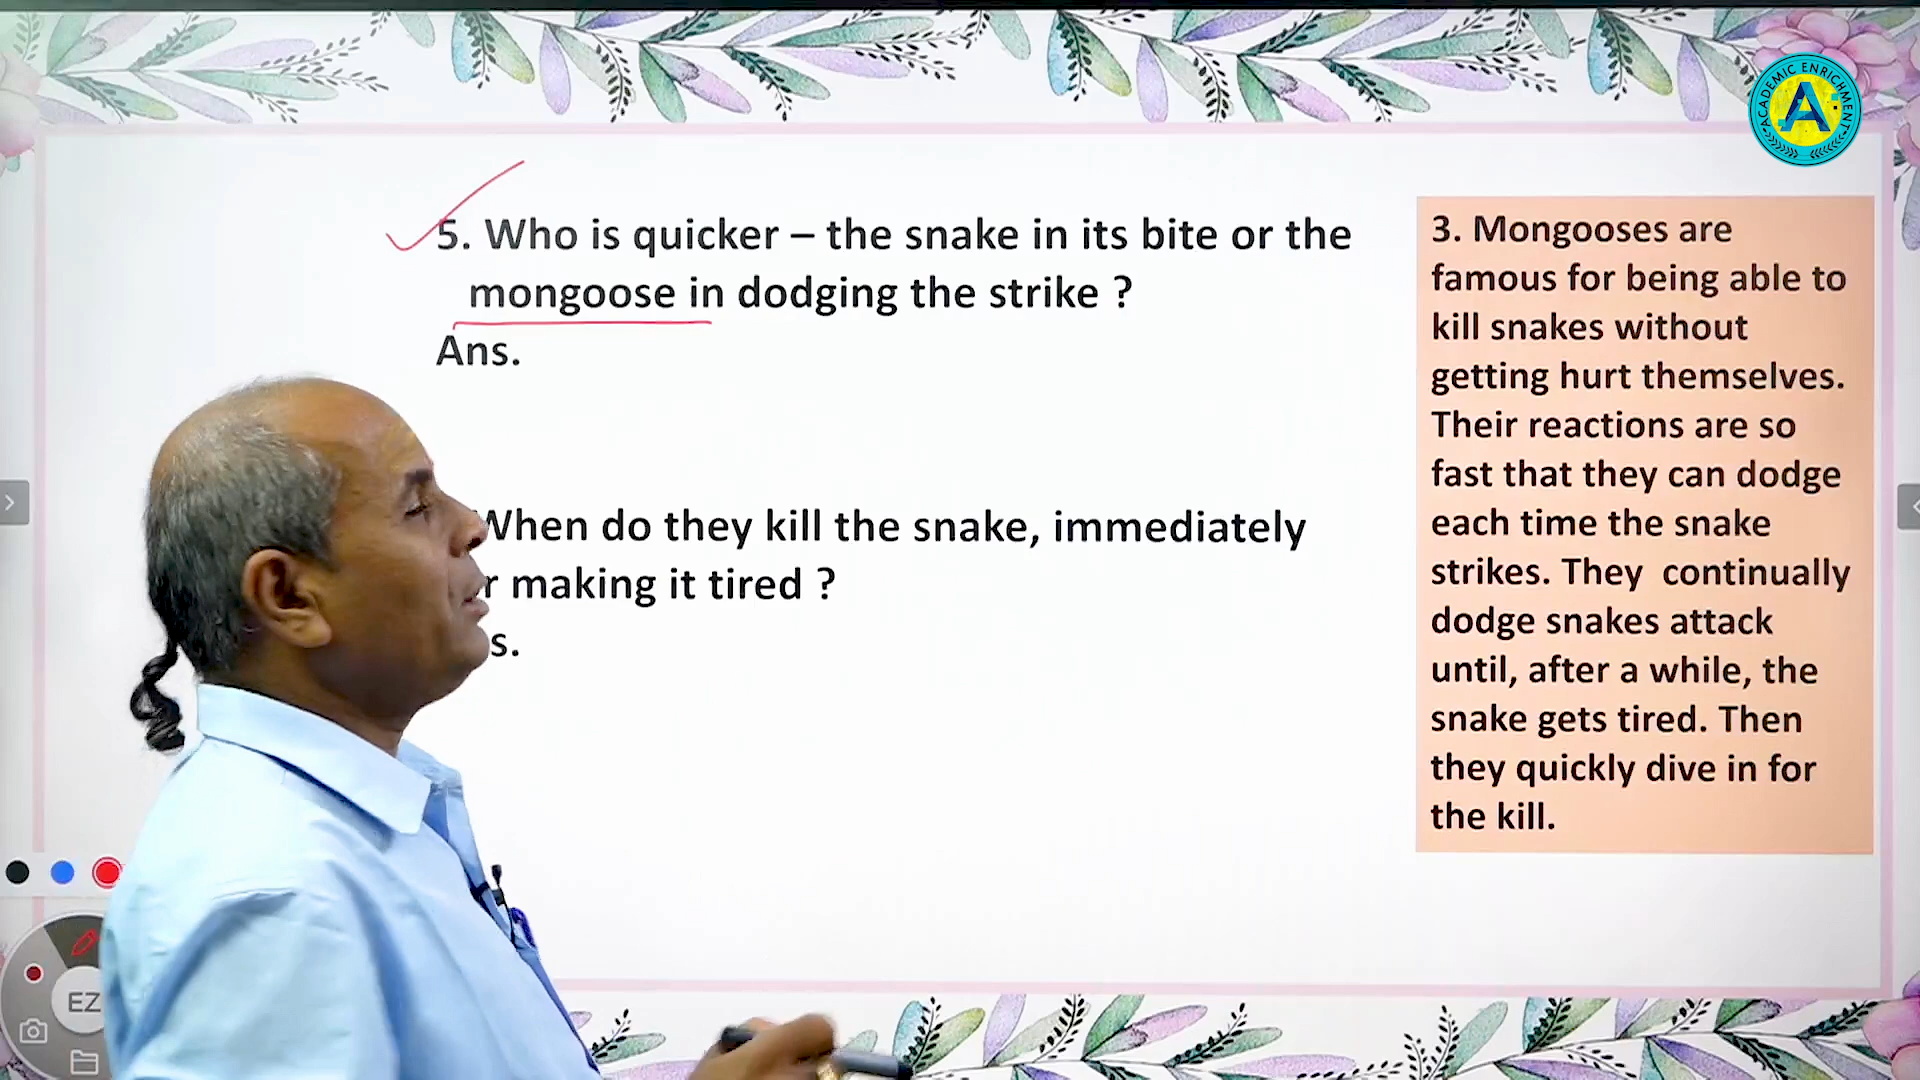 ACADEMIC ENRICHMENT
A
5. Who is quicker – the snake in its bite or the
mongoose in dodging the strike ?
Ans.
When do they kill the snake, immediately
making it tired ?
3. Mongooses are
famous for being able to
kill snakes without
getting hurt themselves.
Their reactions are so
fast that they can dodge
each time the snake
strikes. They continually
dodge snakes attack
until, after a while, the
snake gets tired. Then
they quickly dive in for
the kill.
EZ